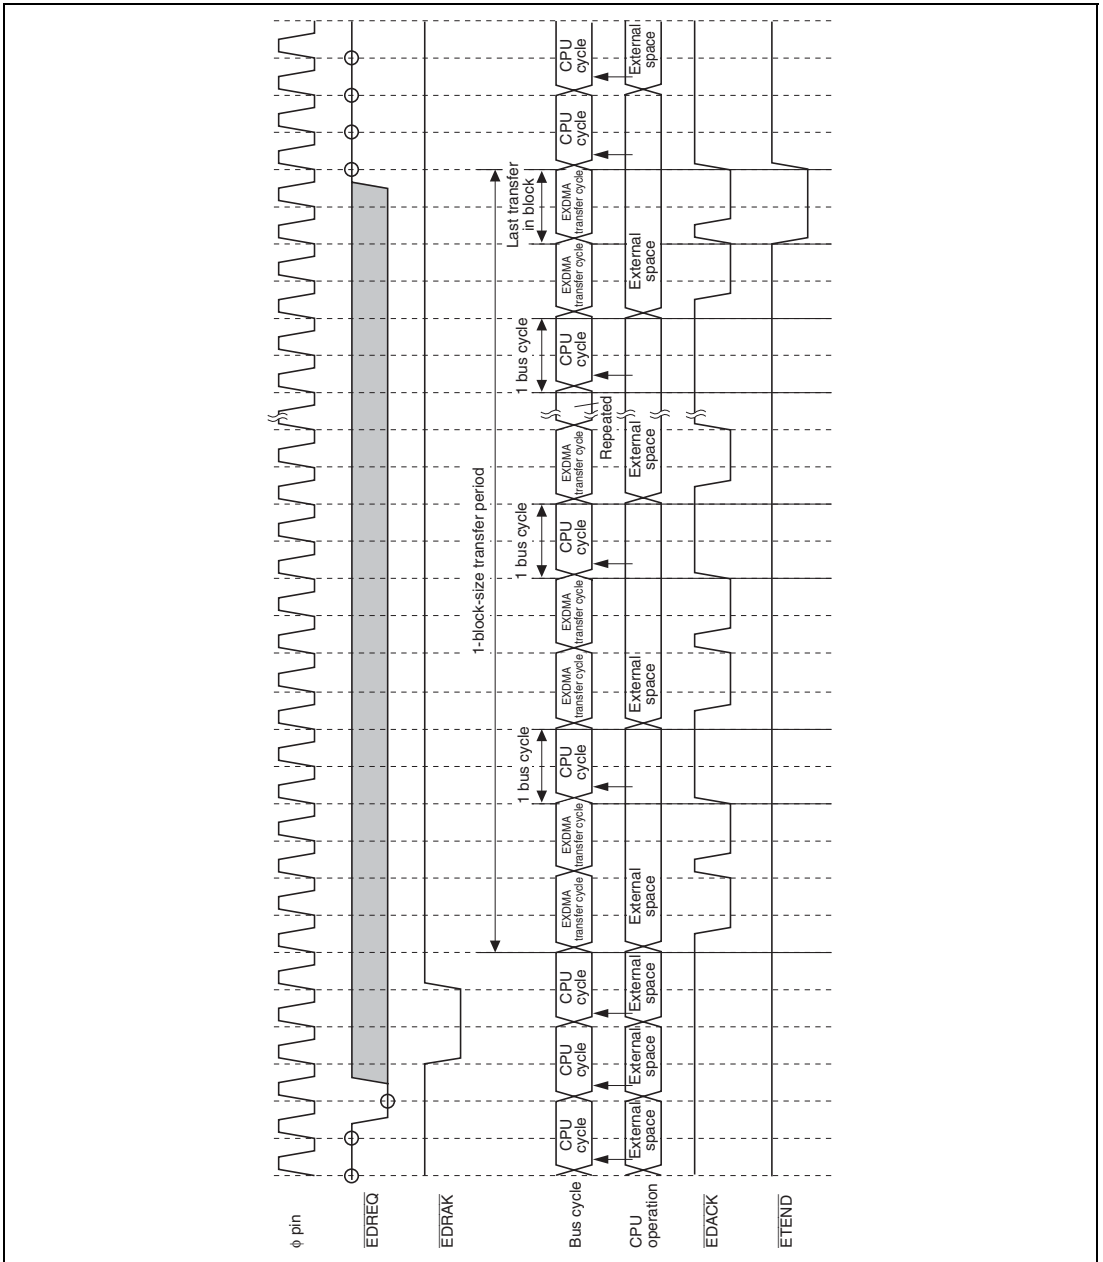 φ pin
EDREQ
EDRAK
1-block-size transfer period
1 bus cycle
1 bus cycle
1 bus cycle
Last transfer
in block
Bus cycle
CPU
cycle
CPU
cycle
CPU
cycle
EXDMA
transfer cycle
EXDMA
transfer cycle
CPU
cycle
EXDMA
transfer cycle
EXDMA
transfer cycle
CPU
cycle
EXDMA
transfer cycle
CPU
cycle
EXDMA
transfer cycle
EXDMA
transfer cycle
CPU
cycle
CPU
cycle
Repeated
CPU
operation
External
space
External
space
External
space
External
space
External
space
External
space
External
space
External
space
EDACK
ETEND